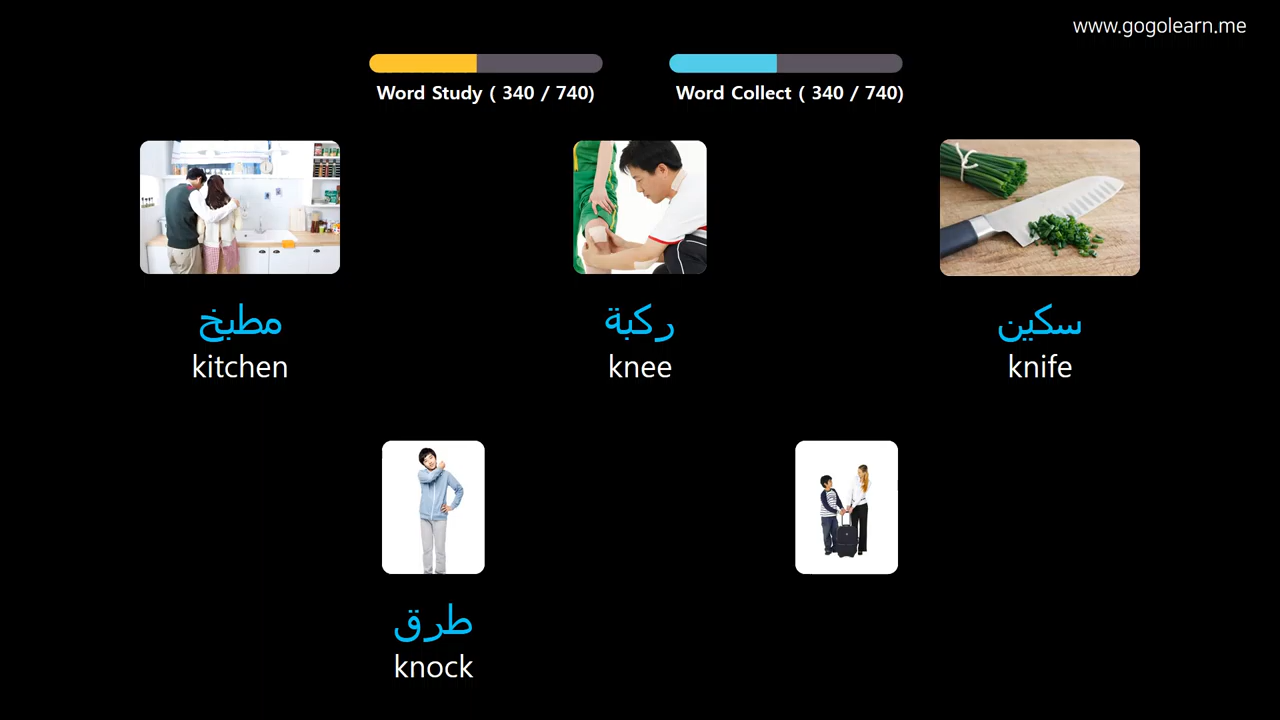 www.gogolearn.me
Word Study ( 340 / 740)
Word Collect ( 340 / 740)
مطبخ
kitchen
ركبة
knee
سكين
knife
طرق
knock